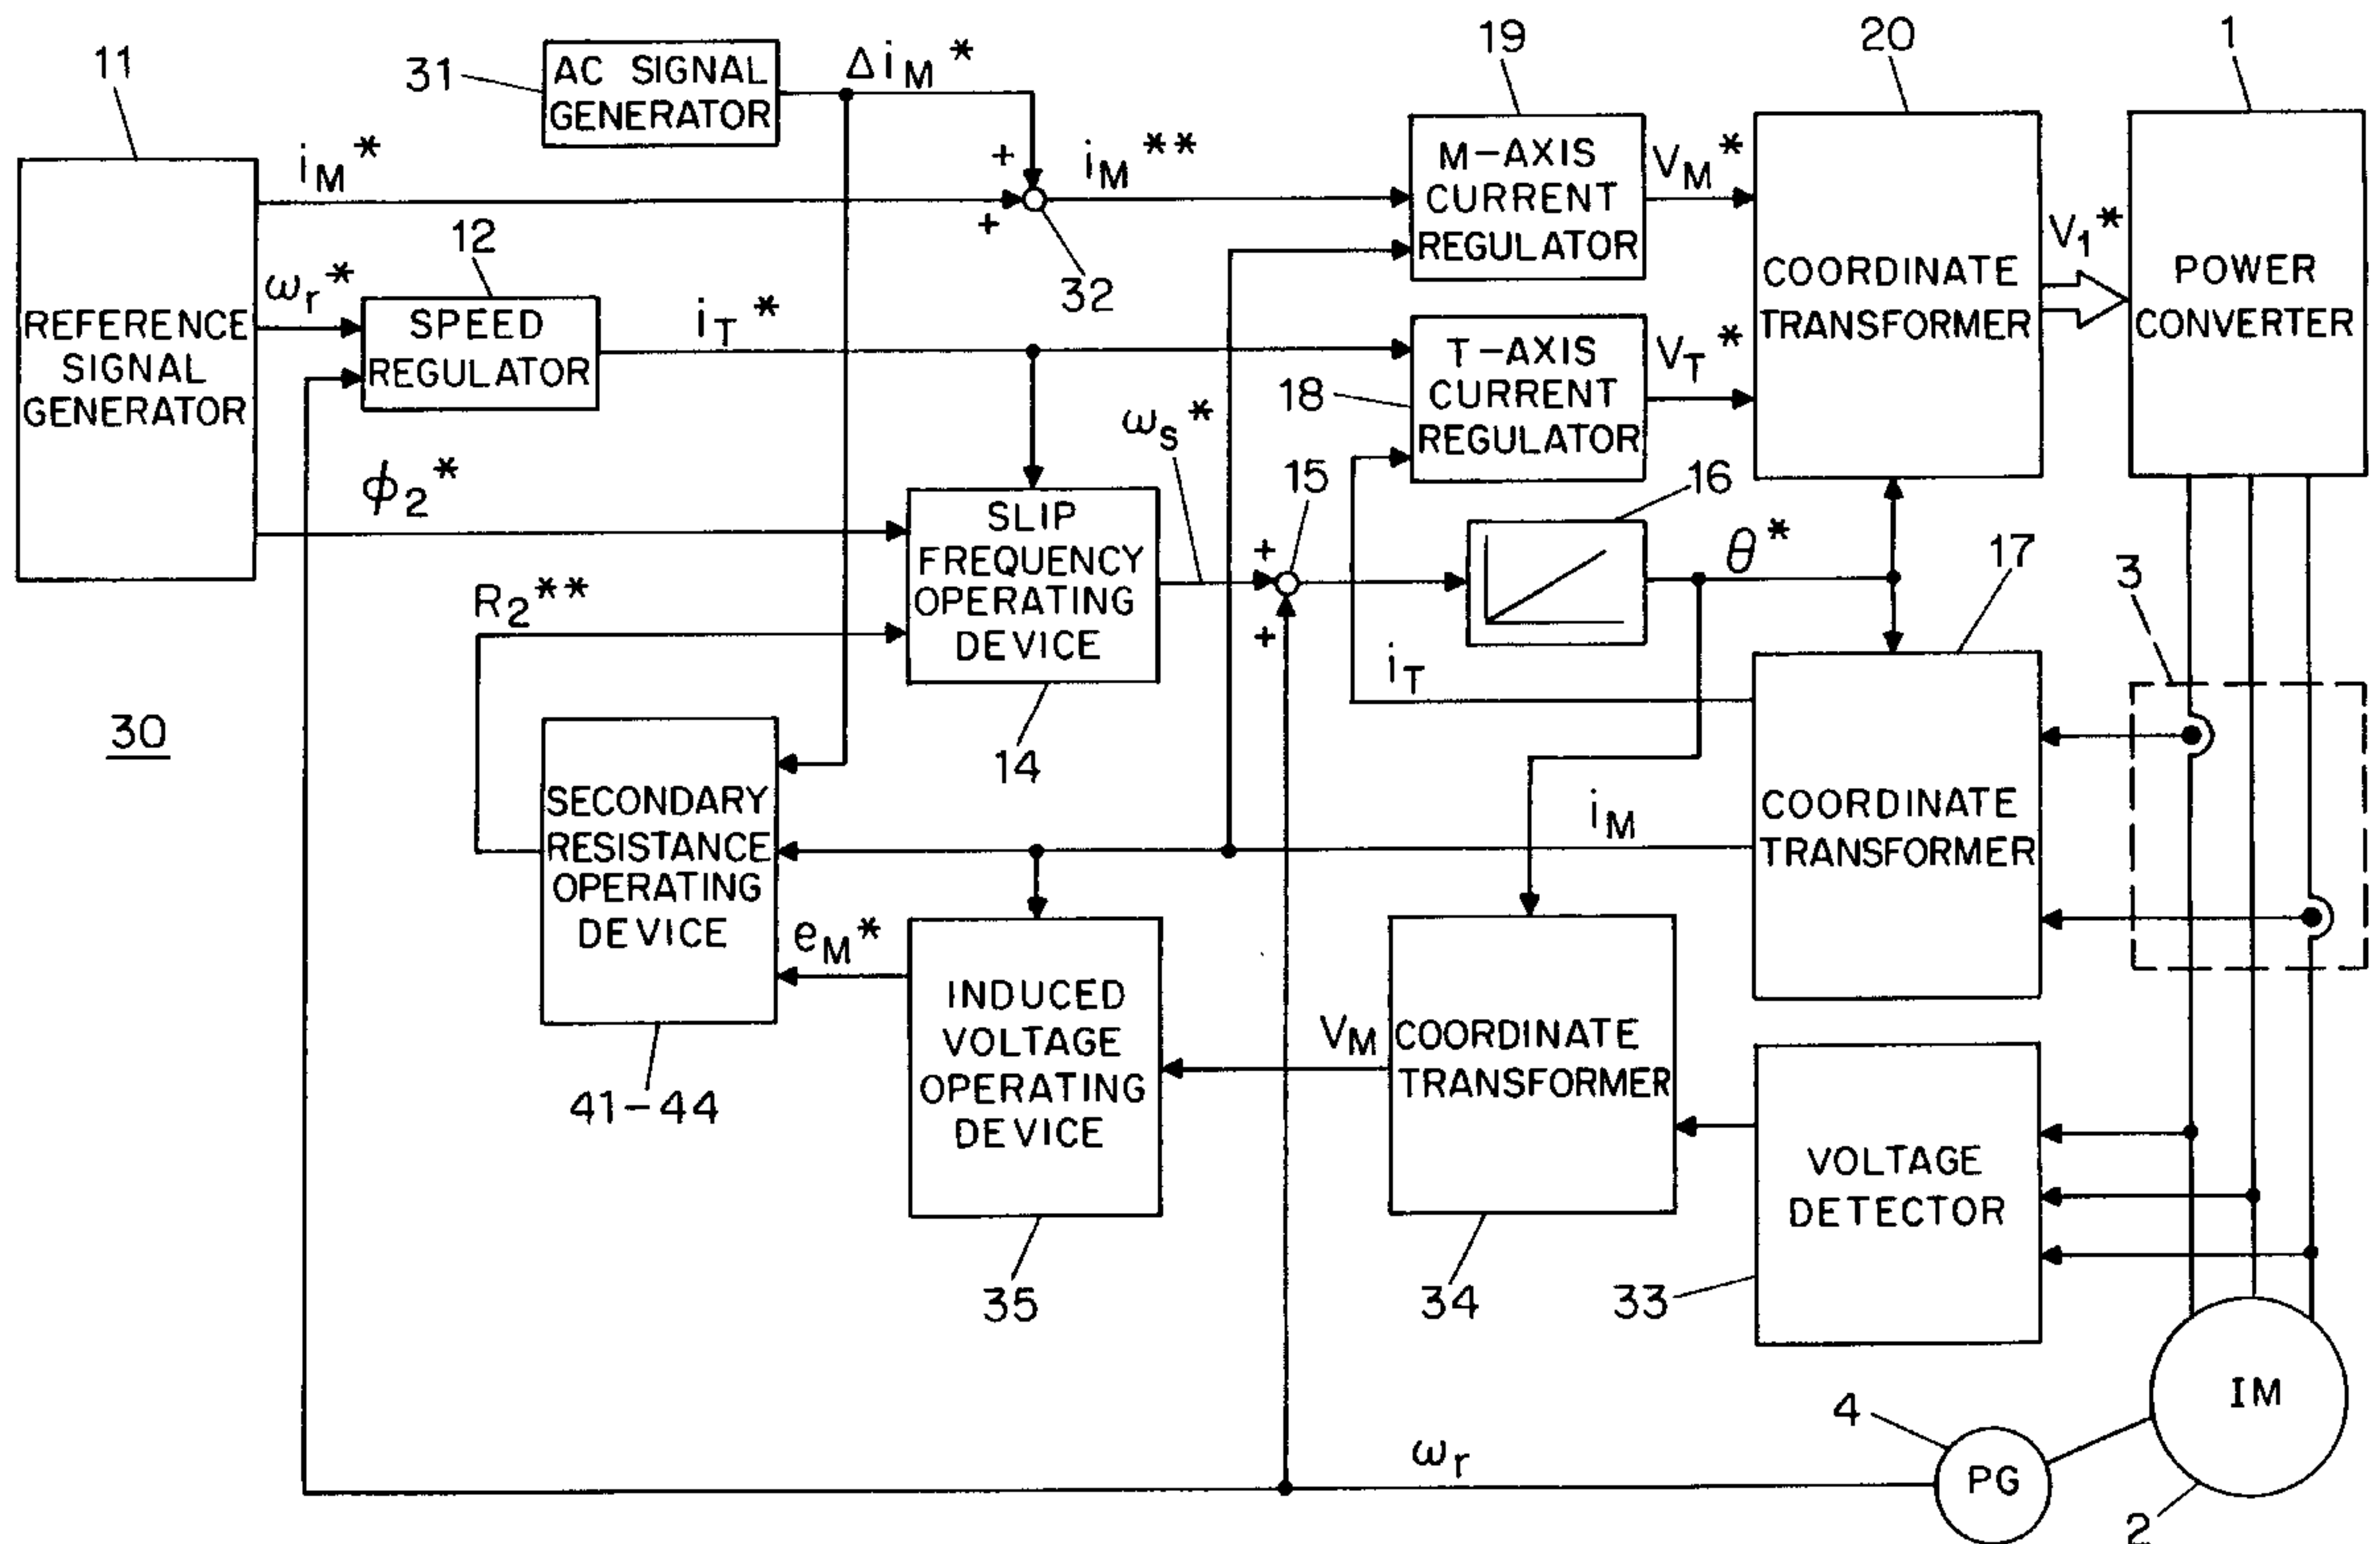 11
31
AC SIGNAL
GENERATOR
Δi_M*
19
20
1
i_M*
+
+
i_M**
32
M-AXIS
CURRENT
REGULATOR
V_M*
COORDINATE
TRANSFORMER
V_1*
POWER
CONVERTER
REFERENCE
SIGNAL
GENERATOR
ω_r*
12
SPEED
REGULATOR
i_T*
18
T-AXIS
CURRENT
REGULATOR
V_T*
ϕ_2*
ω_s*
15
+
+
16
θ*
17
3
SLIP
FREQUENCY
OPERATING
DEVICE
14
R_2**
i_T
30
SECONDARY
RESISTANCE
OPERATING
DEVICE
41-44
i_M
COORDINATE
TRANSFORMER
e_M*
INDUCED
VOLTAGE
OPERATING
DEVICE
35
V_M
COORDINATE
TRANSFORMER
34
VOLTAGE
DETECTOR
33
IM
4
PG
ω_r
2